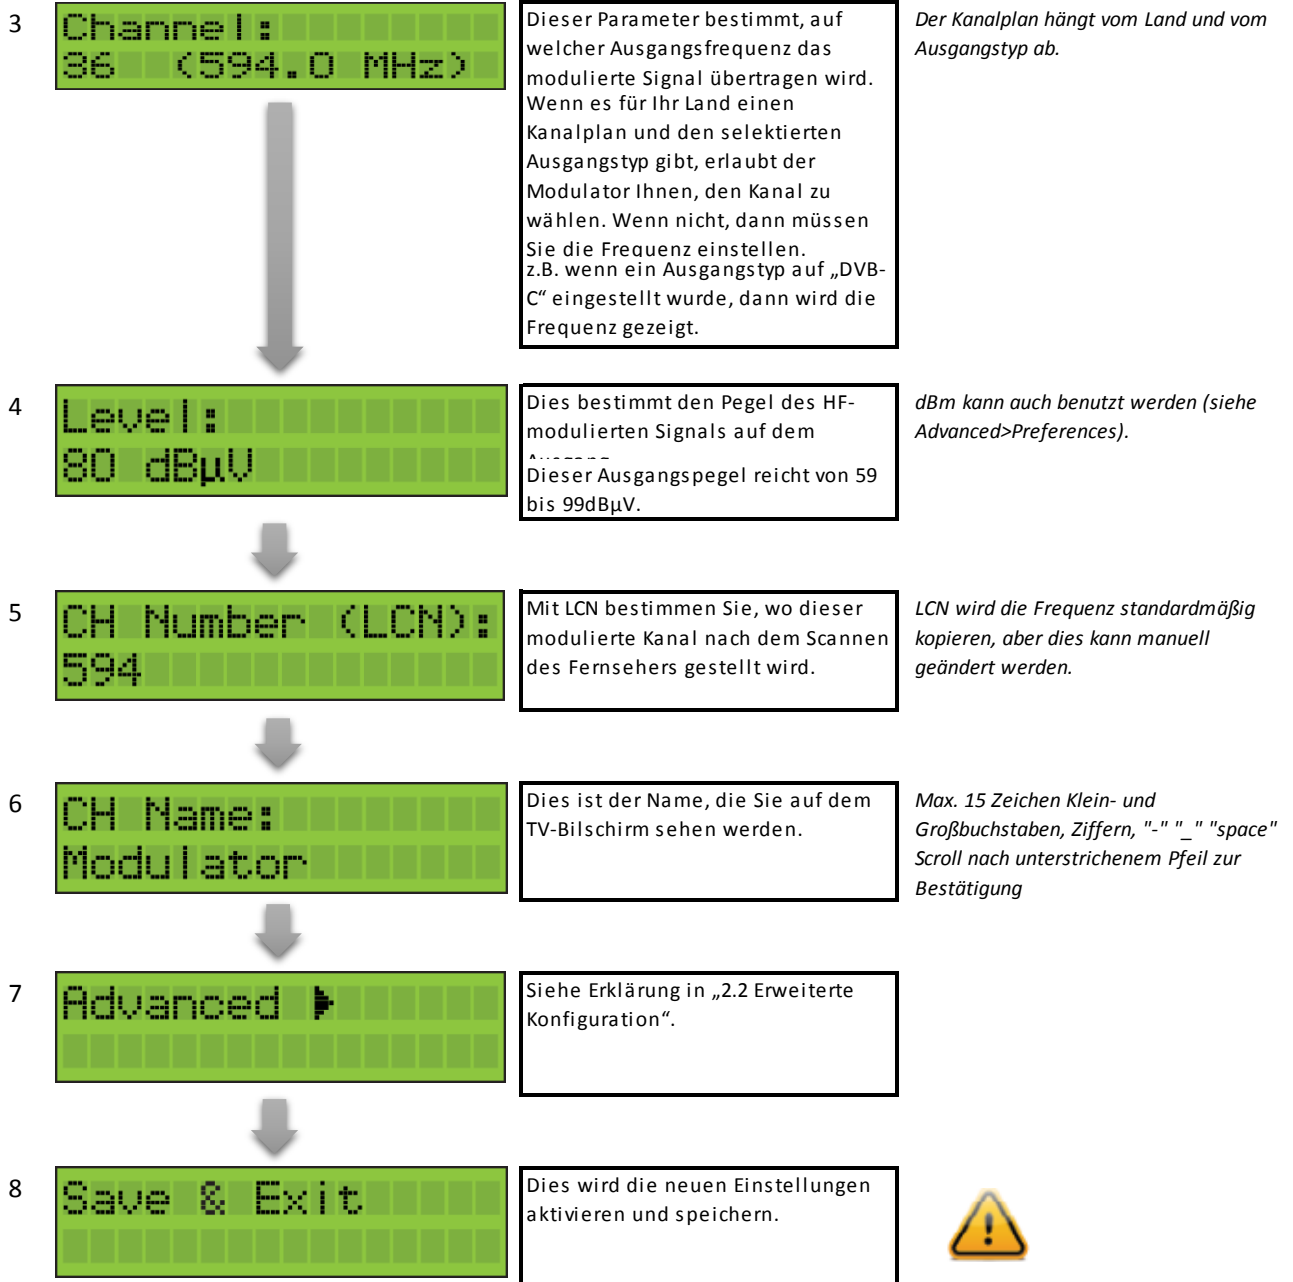 3
Channel:
36 (594.0 MHz)
Dieser Parameter bestimmt, auf
welcher Ausgangsfrequenz das
modulierte Signal übertragen wird.
Wenn es für Ihr Land einen
Kanalplan und den selektierten
Ausgangstyp gibt, erlaubt der
Modulator Ihnen, den Kanal zu
wählen. Wenn nicht, dann müssen
Sie die Frequenz einstellen.
z.B. wenn ein Ausgangstyp auf „DVB-
C“ eingestellt wurde, dann wird die
Frequenz gezeigt.
Der Kanalplan hängt vom Land und vom
Ausgangstyp ab.
4
Level:
80 dBµV
Dies bestimmt den Pegel des HF-
modulierten Signals auf dem
Dieser Ausgangspegel reicht von 59
bis 99dBµV.
dBm kann auch benutzt werden (siehe
Advanced>Preferences).
5
CH Number (LCN):
594
Mit LCN bestimmen Sie, wo dieser
modulierte Kanal nach dem Scannen
des Fernsehers gestellt wird.
LCN wird die Frequenz standardmäßig
kopieren, aber dies kann manuell
geändert werden.
6
CH Name:
Modulator
Dies ist der Name, die Sie auf dem
TV-Bilschirm sehen werden.
Max. 15 Zeichen Klein- und
Großbuchstaben, Ziffern, "-" "_" "space"
Scroll nach unterstrichenem Pfeil zur
Bestätigung
7
Advanced
Siehe Erklärung in „2.2 Erweiterte
Konfiguration“.
8
Save & Exit
Dies wird die neuen Einstellungen
aktivieren und speichern.